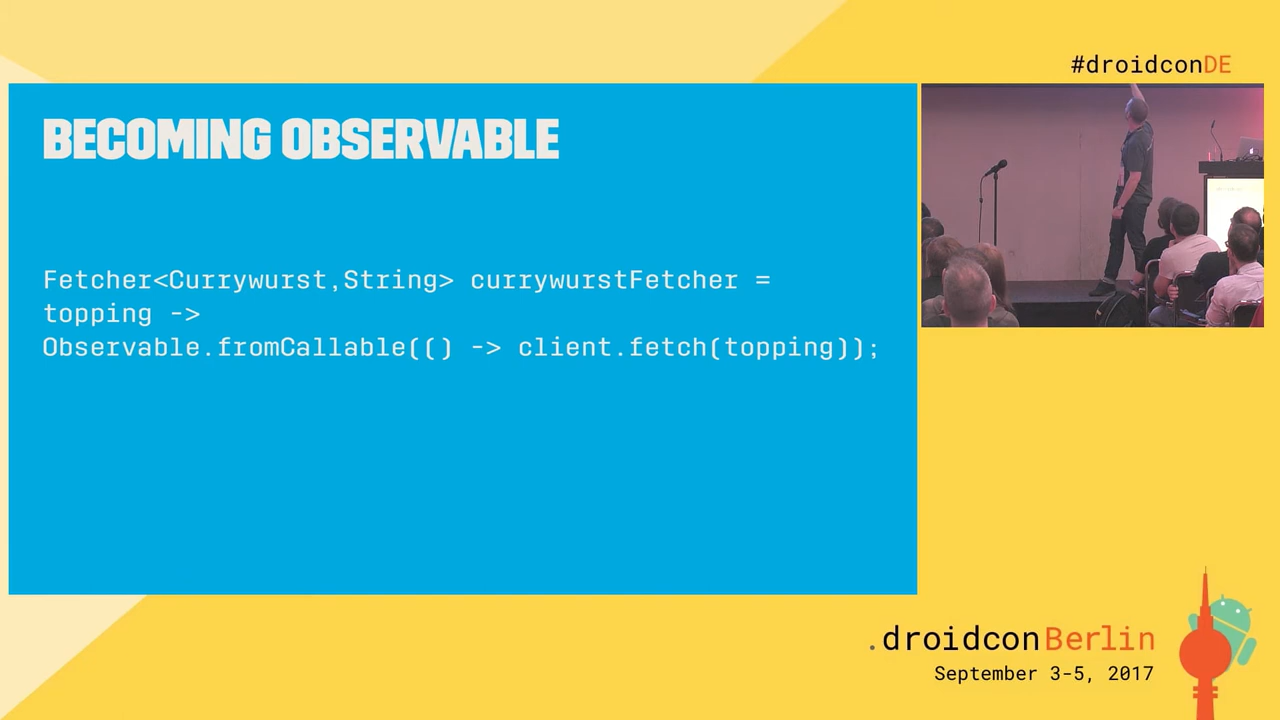 #droidconDE
BECOMING OBSERVABLE
Fetcher<Currywurst,String> currywurstFetcher =
topping ->
Observable.fromCallable(() -> client.fetch(topping));
.droidconBerlin
September 3-5, 2017